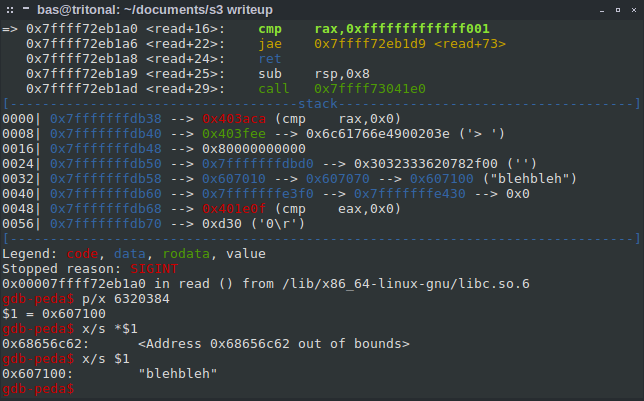 bas@tritonal: ~/documents/s3 writeup
=> 0x7ffff72eb1a0 <read+16>:    cmp    rax,0xfffffffffffff001
   0x7ffff72eb1a6 <read+22>:    jae    0x7ffff72eb1d9 <read+73>
   0x7ffff72eb1a8 <read+24>:    ret
   0x7ffff72eb1a9 <read+25>:    sub    rsp,0x8
   0x7ffff72eb1ad <read+29>:    call   0x7ffff73041e0
[------------------------------------stack-------------------------------------]
0000| 0x7fffffffdb38 --> 0x403aca (cmp    rax,0x0)
0008| 0x7fffffffdb40 --> 0x403fee --> 0x6c61766e4900203e ('> ')
0016| 0x7fffffffdb48 --> 0x80000000000
0024| 0x7fffffffdb50 --> 0x7fffffffdbd0 --> 0x3032333620782f00 ('')
0032| 0x7fffffffdb58 --> 0x607010 --> 0x607070 --> 0x607100 ("blehbleh")
0040| 0x7fffffffdb60 --> 0x7fffffffe3f0 --> 0x7fffffffe430 --> 0x0
0048| 0x7fffffffdb68 --> 0x401e0f (cmp    eax,0x0)
0056| 0x7fffffffdb70 --> 0xd30 ('0\r')
[------------------------------------------------------------------------------]
Legend: code, data, rodata, value
Stopped reason: SIGINT
0x00007ffff72eb1a0 in read () from /lib/x86_64-linux-gnu/libc.so.6
gdb-peda$ p/x 6320384
$1 = 0x607100
gdb-peda$ x/s *$1
0x68656c62:      <Address 0x68656c62 out of bounds>
gdb-peda$ x/s $1
0x607100:        "blehbleh"
gdb-peda$